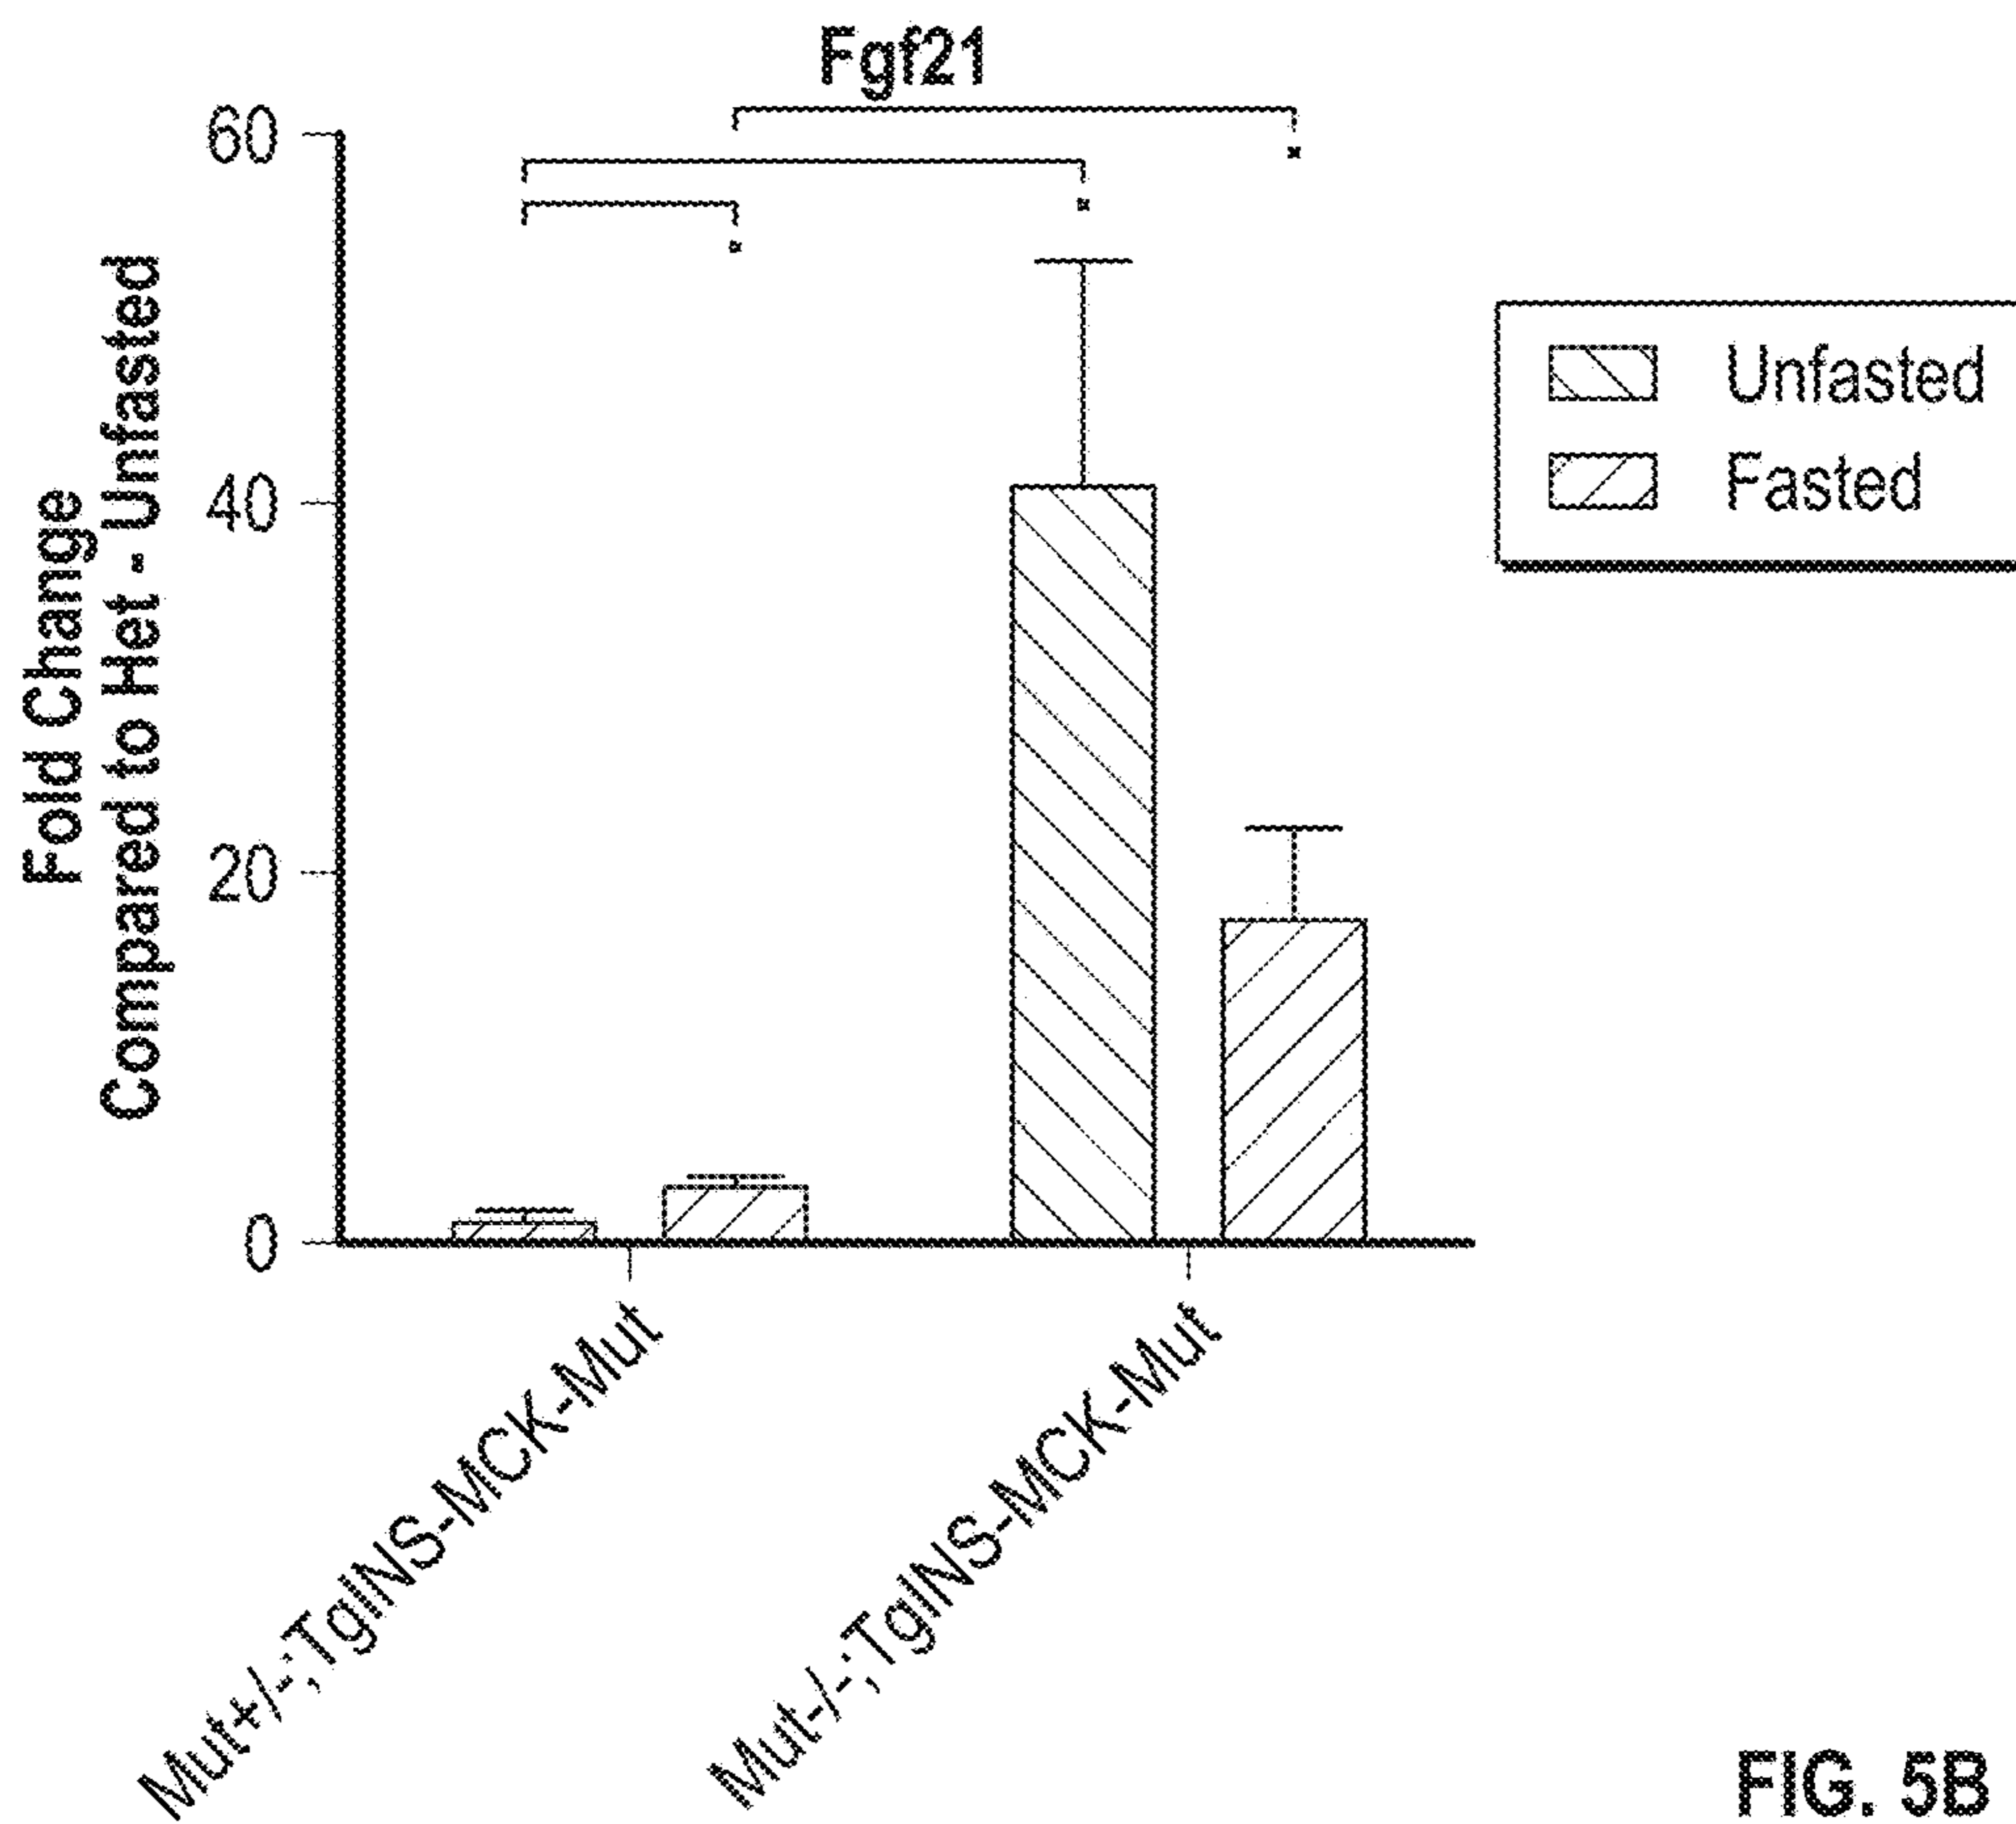 Fgf21
60
40
20
0
Fold Change
Compared to Het - Unfasted
Unfasted
Fasted
Mut+/-;TgINS-MCK-Mut
Mut-/-;TgINS-MCK-Mut
FIG. 5B